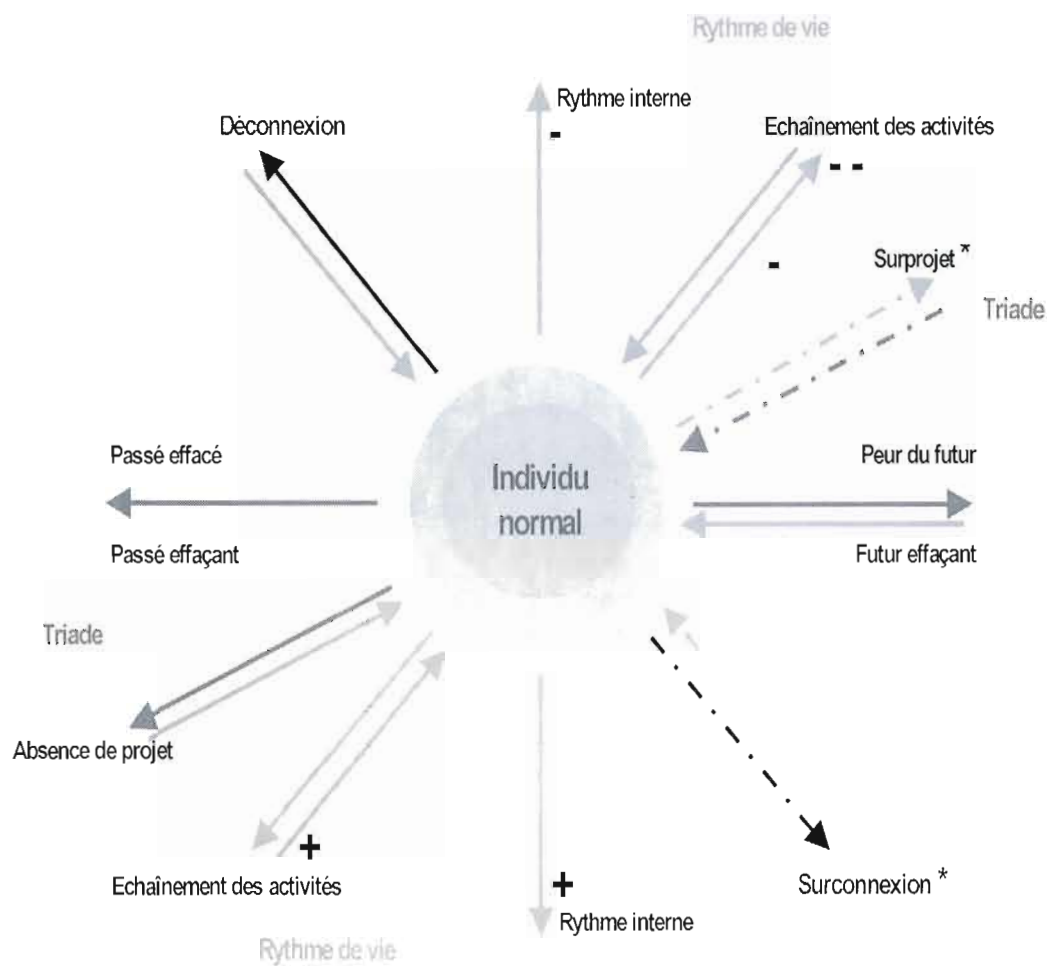 Rythme de vie
Rythme interne
-
Déconnexion
Echaînement des activités
- -
-
Surprojet *
Triade
Passé effacé
Individu
normal
Peur du futur
Passé effaçant
Futur effaçant
Triade
Absence de projet
+
Echaînement des activités
+
Rythme interne
Surconnexion *
Rythme de vie